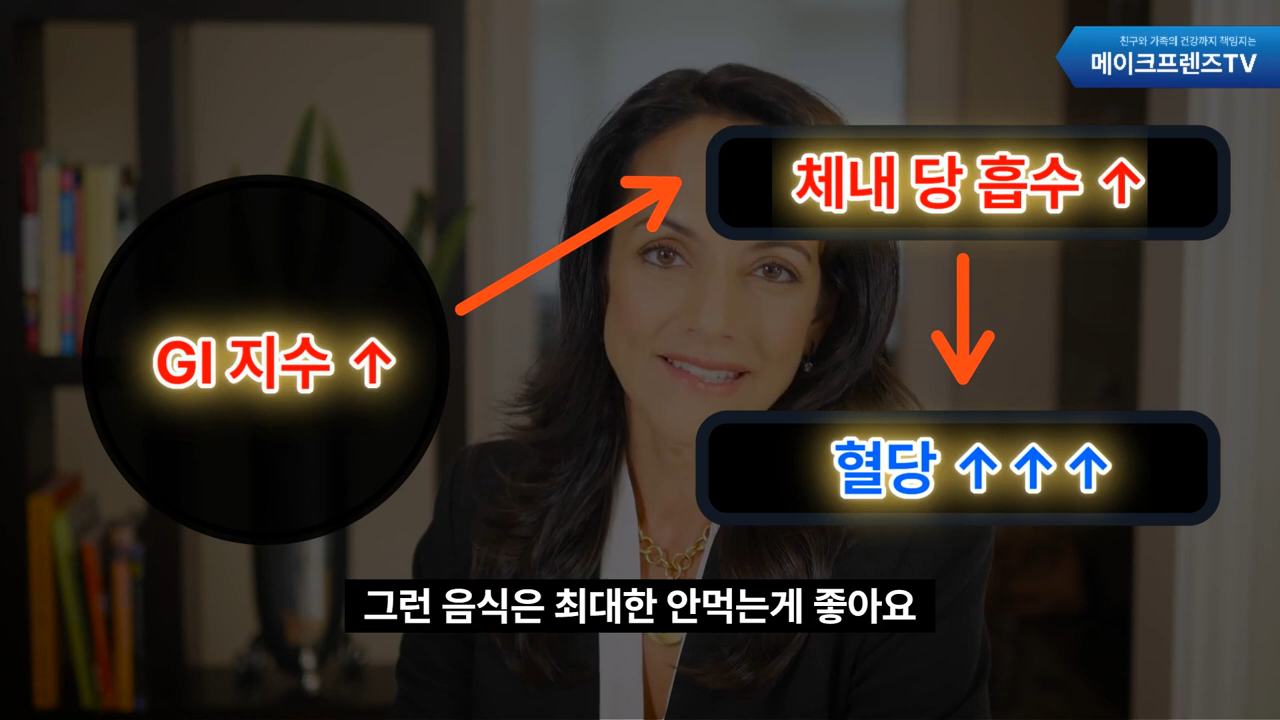 친구와 가족의 건강까지 책임지는
메이크프렌즈TV
체내 당 흡수 ↑
GI 지수 ↑
혈당 ↑↑↑
그런 음식은 최대한 안먹는게 좋아요